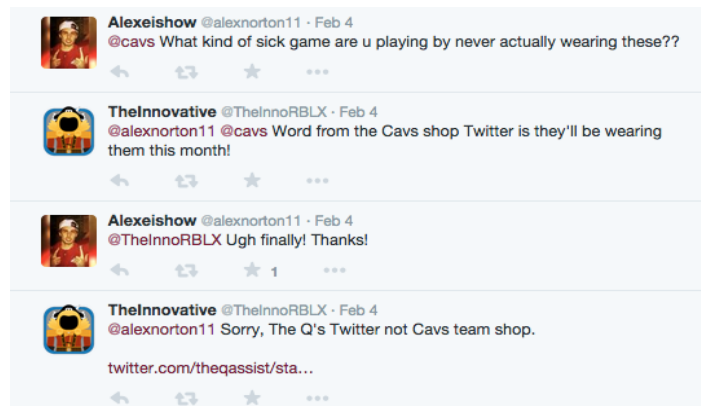 Alexeishow @alexnorton11 · Feb 4
@cavs What kind of sick game are u playing by never actually wearing these??
TheInnovative @TheInnoRBLX · Feb 4
@alexnorton11 @cavs Word from the Cavs shop Twitter is they'll be wearing
them this month!
Alexeishow @alexnorton11 · Feb 4
@TheInnoRBLX Ugh finally! Thanks!
1
TheInnovative @TheInnoRBLX · Feb 4
@alexnorton11 Sorry, The Q's Twitter not Cavs team shop.
twitter.com/theqassist/sta…